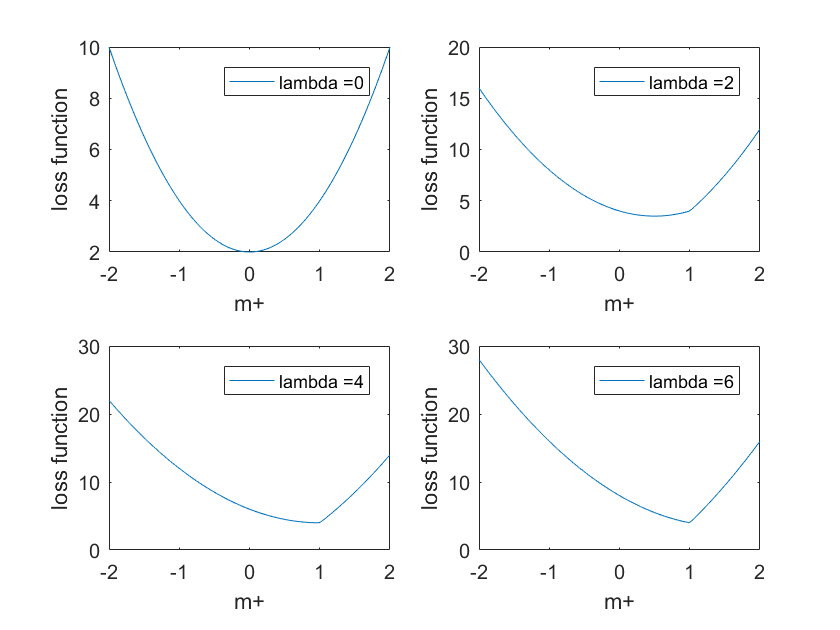 10
8
6
4
2
loss function
lambda =0
-2 -1 0 1 2
m+
20
15
10
5
0
loss function
lambda =2
-2 -1 0 1 2
m+
30
20
10
0
loss function
lambda =4
-2 -1 0 1 2
m+
30
20
10
0
loss function
lambda =6
-2 -1 0 1 2
m+